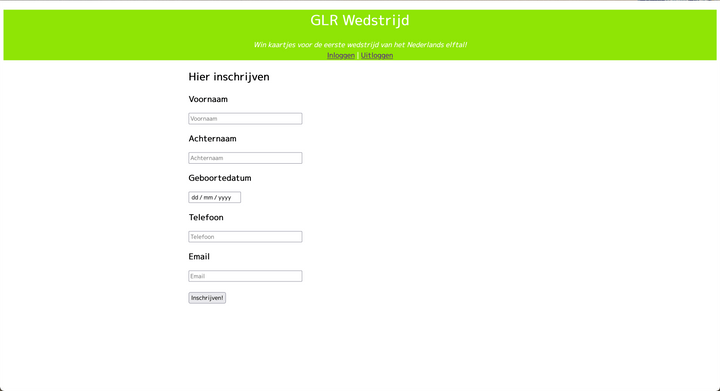 GLR Wedstrijd
Win kaartjes voor de eerste wedstrijd van het Nederlands elftal!
Inloggen | Uitloggen
Hier inschrijven
Voornaam
Voornaam
Achternaam
Achternaam
Geboortedatum
dd / mm / yyyy
Telefoon
Telefoon
Email
Email
Inschrijven!